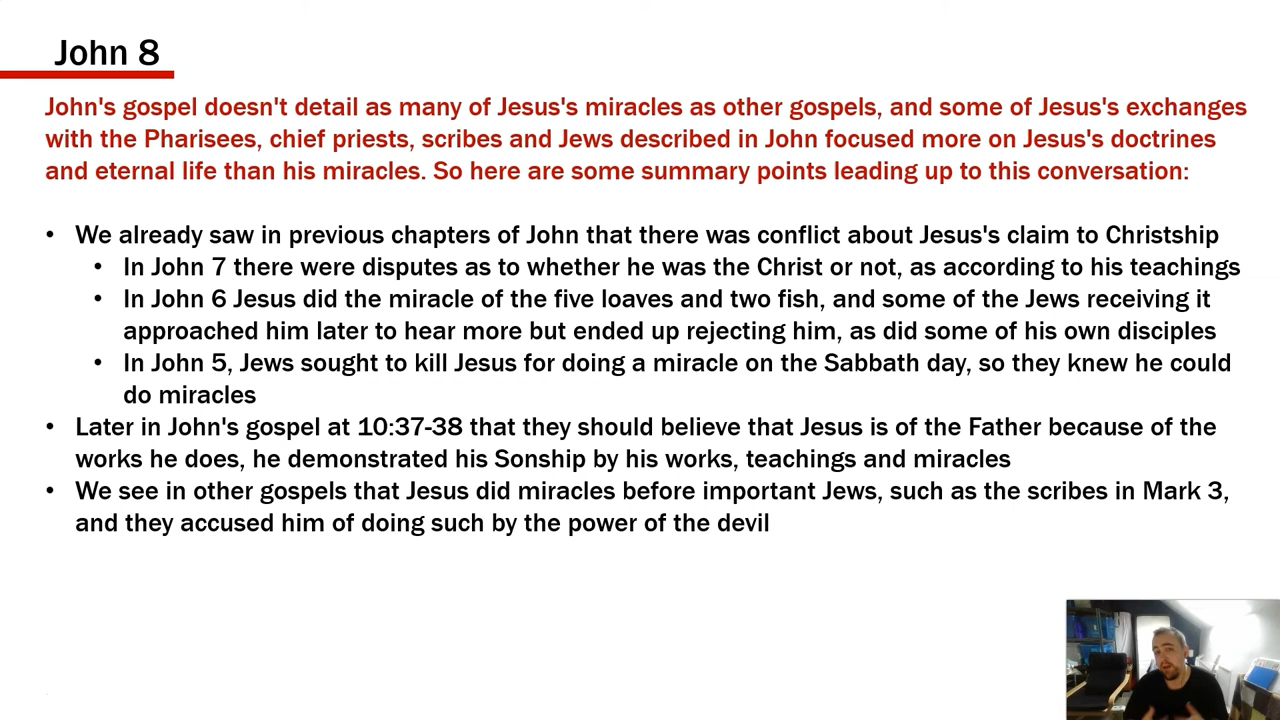 John 8
John's gospel doesn't detail as many of Jesus's miracles as other gospels, and some of Jesus's exchanges
with the Pharisees, chief priests, scribes and Jews described in John focused more on Jesus's doctrines
and eternal life than his miracles. So here are some summary points leading up to this conversation:
• We already saw in previous chapters of John that there was conflict about Jesus's claim to Christship
• In John 7 there were disputes as to whether he was the Christ or not, as according to his teachings
• In John 6 Jesus did the miracle of the five loaves and two fish, and some of the Jews receiving it
approached him later to hear more but ended up rejecting him, as did some of his own disciples
• In John 5, Jews sought to kill Jesus for doing a miracle on the Sabbath day, so they knew he could
do miracles
• Later in John's gospel at 10:37-38 that they should believe that Jesus is of the Father because of the
works he does, he demonstrated his Sonship by his works, teachings and miracles
• We see in other gospels that Jesus did miracles before important Jews, such as the scribes in Mark 3,
and they accused him of doing such by the power of the devil